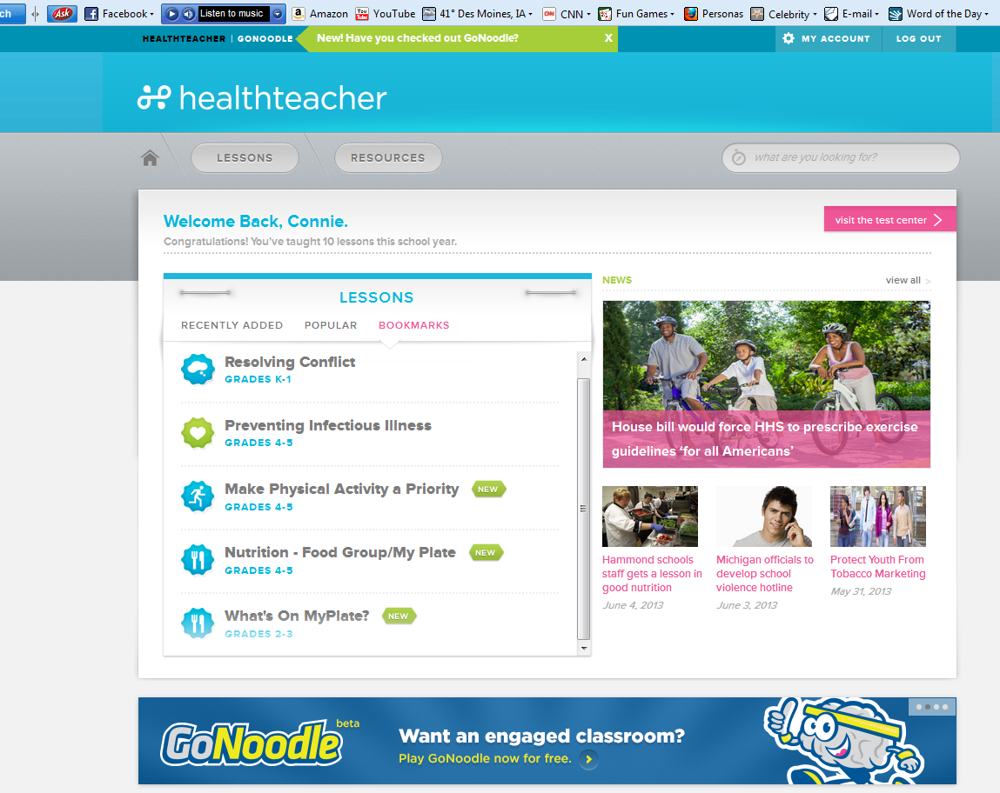 ch
Ask
Facebook
Listen to music
Amazon
YouTube
41° Des Moines, IA
CNN
Fun Games
Personas
Celebrity
E-mail
Word of the Day
HEALTHTEACHER | GONOODLE
New! Have you checked out GoNoodle?
X
MY ACCOUNT
LOG OUT
healthteacher
LESSONS
RESOURCES
what are you looking for?
Welcome Back, Connie.
visit the test center
Congratulations! You've taught 10 lessons this school year.
LESSONS
RECENTLY ADDED
POPULAR
BOOKMARKS
Resolving Conflict
GRADES K-1
Preventing Infectious Illness
GRADES 4-5
Make Physical Activity a Priority
NEW
GRADES 4-5
Nutrition - Food Group/My Plate
NEW
GRADES 4-5
What's On MyPlate?
NEW
GRADES 2-3
NEWS
view all >
House bill would force HHS to prescribe exercise
guidelines ‘for all Americans’
Hammond schools
staff gets a lesson in
good nutrition
June 4, 2013
Michigan officials to
develop school
violence hotline
June 3, 2013
Protect Youth From
Tobacco Marketing
May 31, 2013
GoNoodle beta
Want an engaged classroom?
Play GoNoodle now for free.